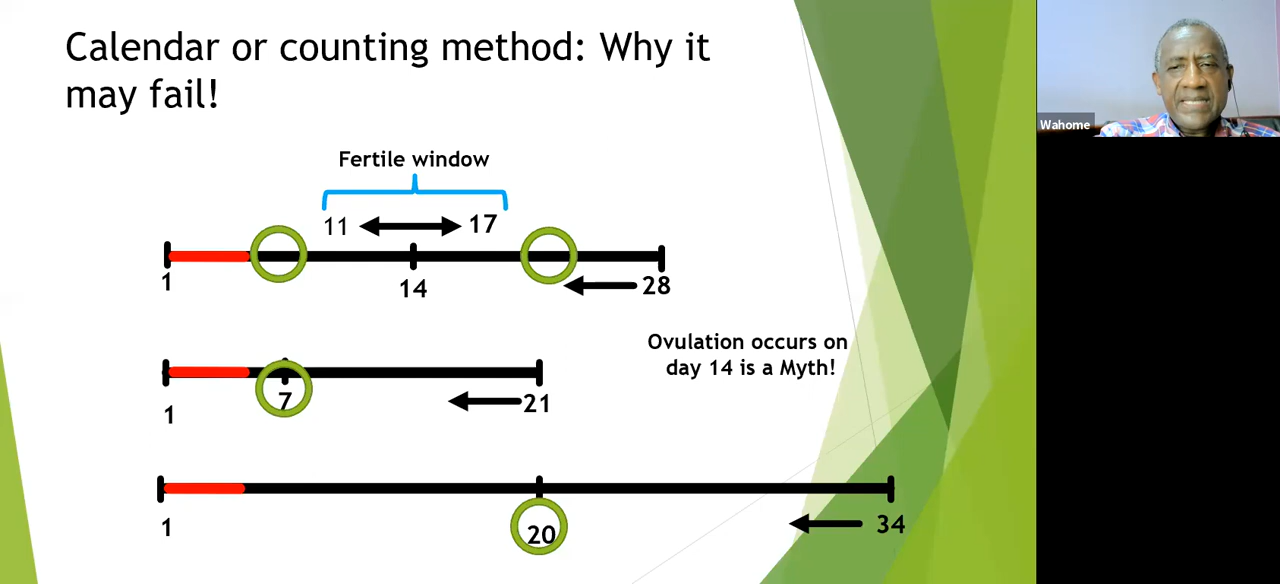 Calendar or counting method: Why it
may fail!
Wahome
Fertile window
11
17
1
14
28
Ovulation occurs on
day 14 is a Myth!
1
7
21
1
20
34